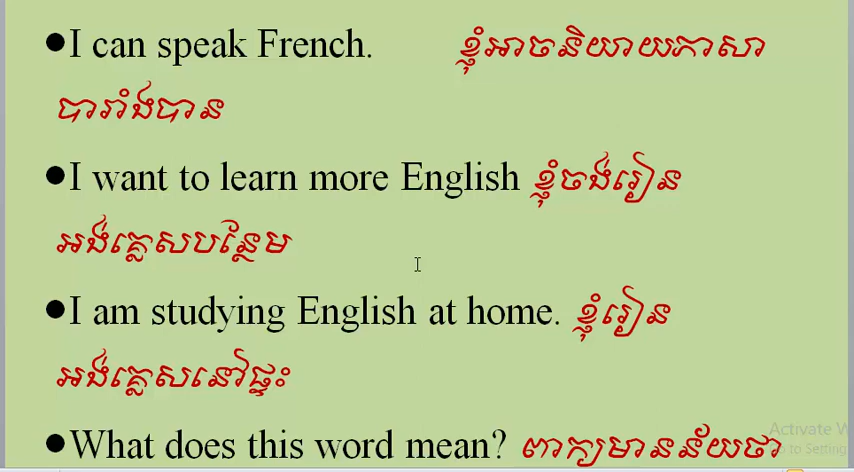 ●I can speak French. ខ្ញុំអាចនិយាយភាសា
បារាំងបាន
●I want to learn more English ខ្ញុំចង់រៀន
អង់គ្លេសបន្ថែម
●I am studying English at home. ខ្ញុំរៀន
អង់គ្លេសនៅផ្ទះ
Activate W
●What does this word mean? ពាក្យមានន័យថា
to Setting